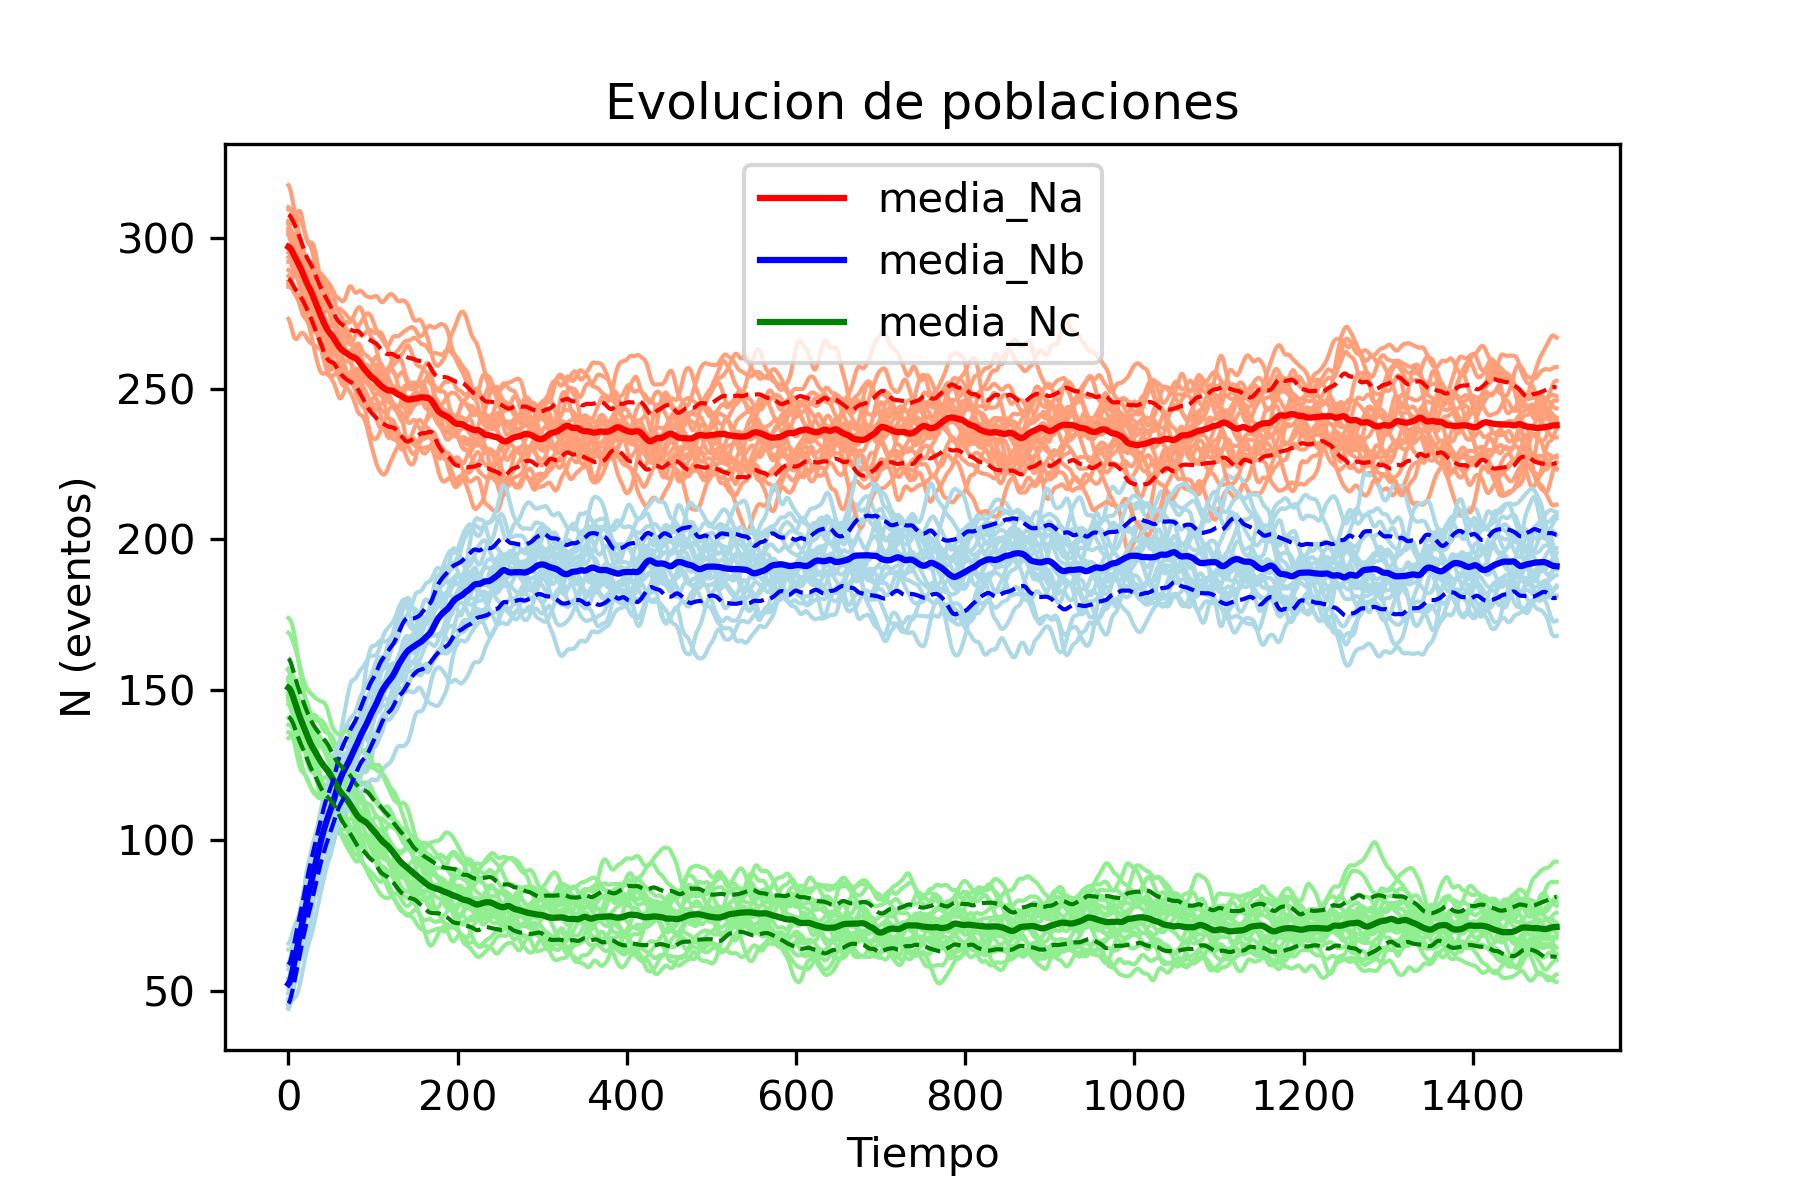 Evolucion de poblaciones
media_Na
media_Nb
media_Nc
N (eventos)
300
250
200
150
100
50
0 200 400 600 800 1000 1200 1400
Tiempo